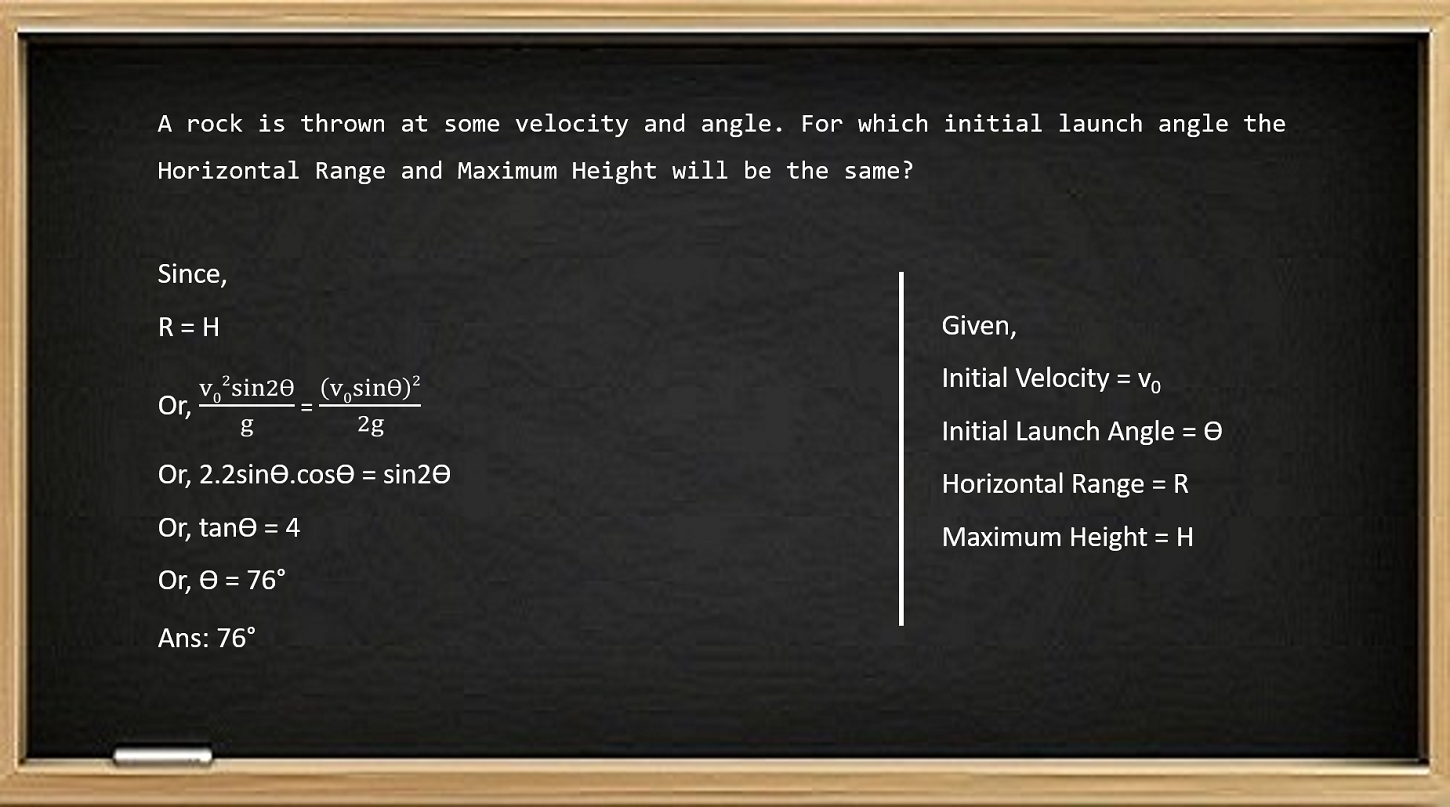 A rock is thrown at some velocity and angle. For which initial launch angle the
Horizontal Range and Maximum Height will be the same?
Since,
R = H
Or, v₀²sin2ϴ/g = (v₀sinϴ)²/2g
Or, 2.2sinϴ.cosϴ = sin2ϴ
Or, tanϴ = 4
Or, ϴ = 76°
Ans: 76°
Given,
Initial Velocity = v₀
Initial Launch Angle = ϴ
Horizontal Range = R
Maximum Height = H